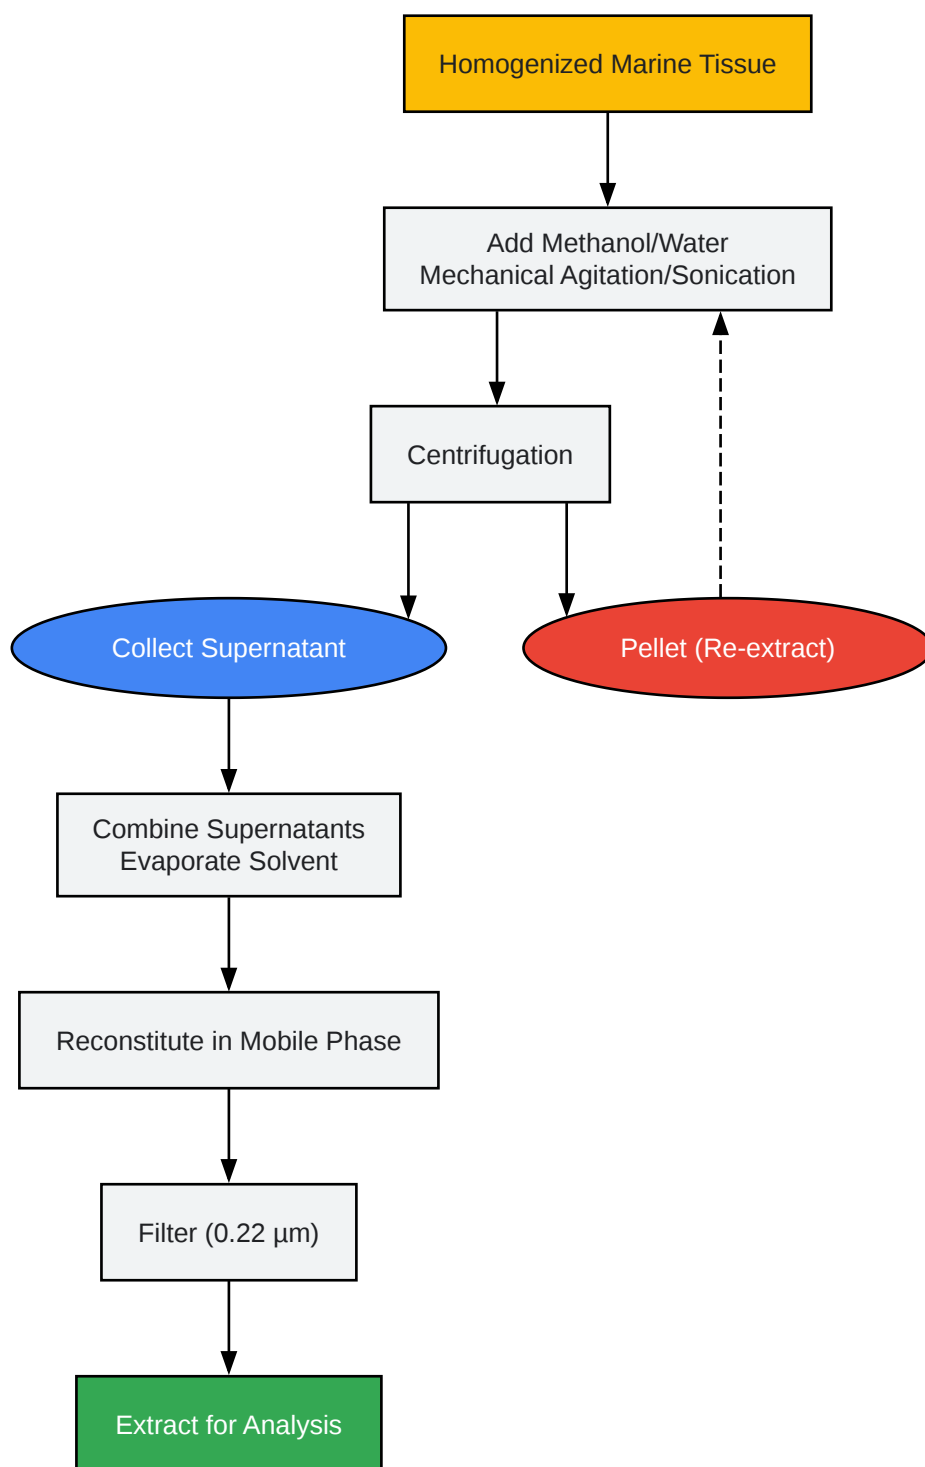 Homogenized Marine Tissue
Add Methanol/Water
Mechanical Agitation/Sonication
Centrifugation
Collect Supernatant
Pellet (Re-extract)
Combine Supernatants
Evaporate Solvent
Reconstitute in Mobile Phase
Filter (0.22 µm)
Extract for Analysis